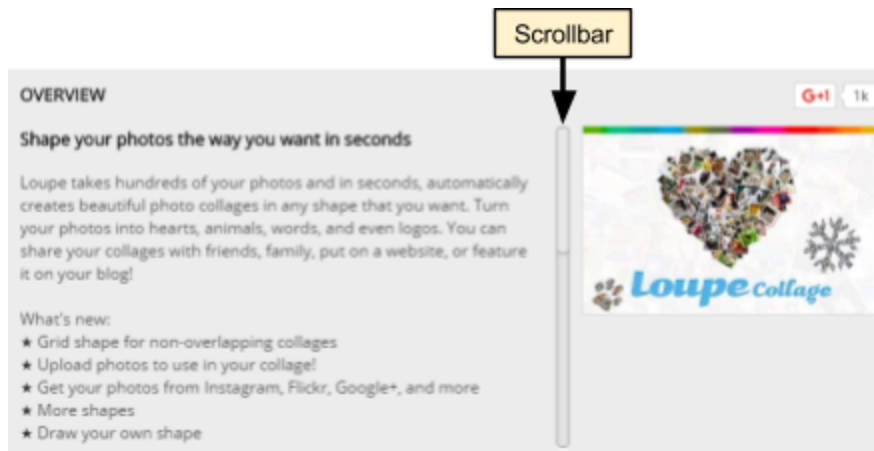 Scrollbar
OVERVIEW
G+1 1k
Shape your photos the way you want in seconds
Loupe takes hundreds of your photos and in seconds, automatically
creates beautiful photo collages in any shape that you want. Turn
your photos into hearts, animals, words, and even logos. You can
share your collages with friends, family, put on a website, or feature
it on your blog!
What's new:
★ Grid shape for non-overlapping collages
★ Upload photos to use in your collage!
★ Get your photos from Instagram, Flickr, Google+, and more
★ More shapes
★ Draw your own shape
Loupe Collage